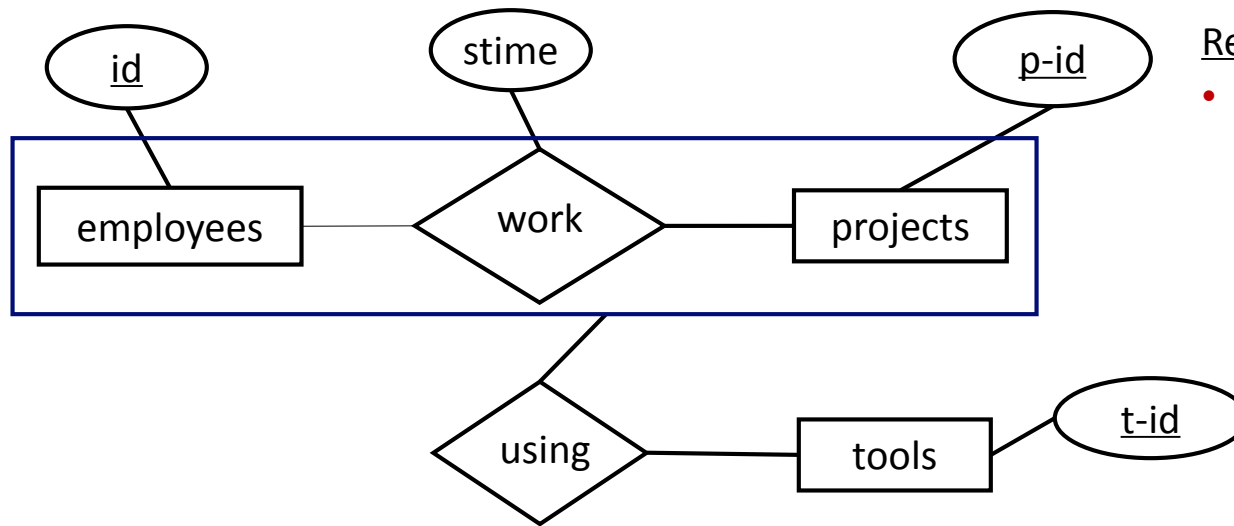 id
stime
p-id
employees
work
projects
using
tools
t-id